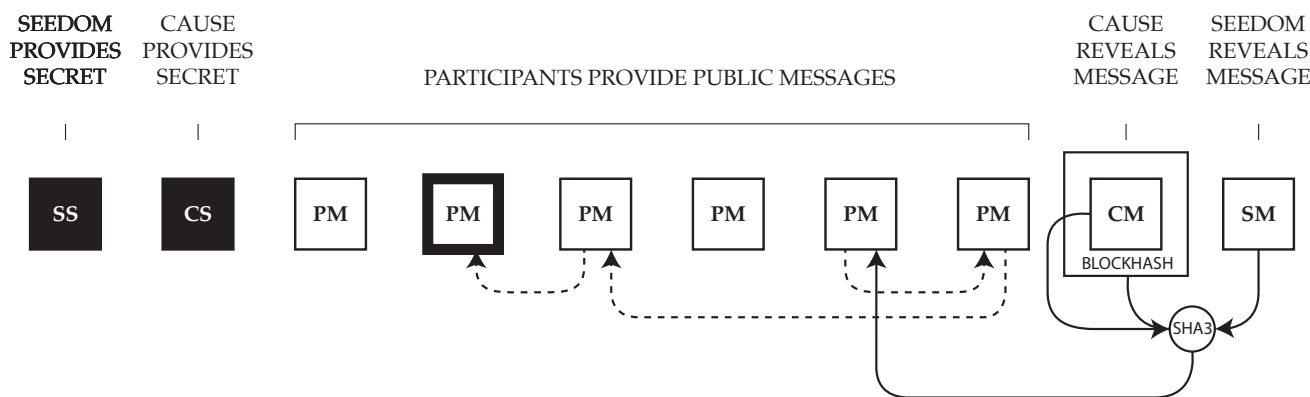 SEEDOM
PROVIDES
SECRET
CAUSE
PROVIDES
SECRET
PARTICIPANTS PROVIDE PUBLIC MESSAGES
CAUSE
REVEALS
MESSAGE
SEEDOM
REVEALS
MESSAGE
SS
CS
PM
PM
PM
PM
PM
PM
CM
BLOCKHASH
SM
SHA3